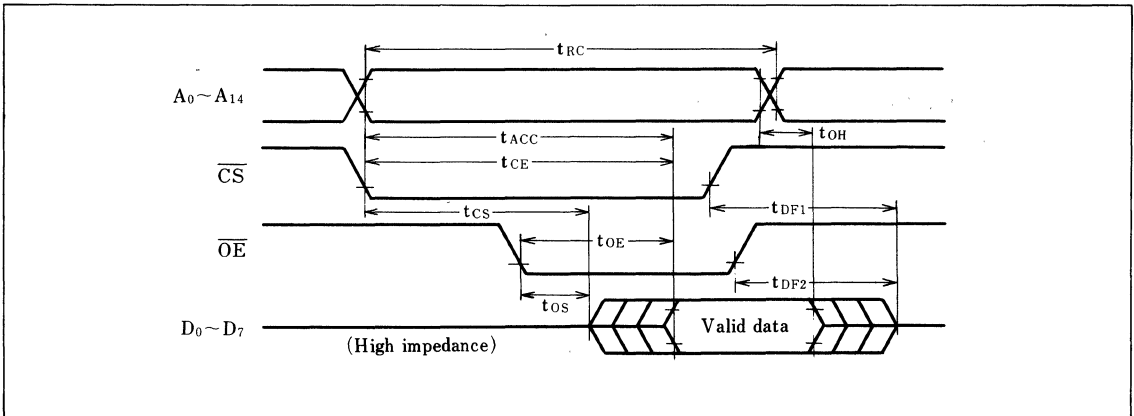 tRC
A0~A14
tACC
tOH
tCE
CS
tCS
tDF1
OE
tOE
tDF2
tOS
D0~D7
Valid data
(High impedance)